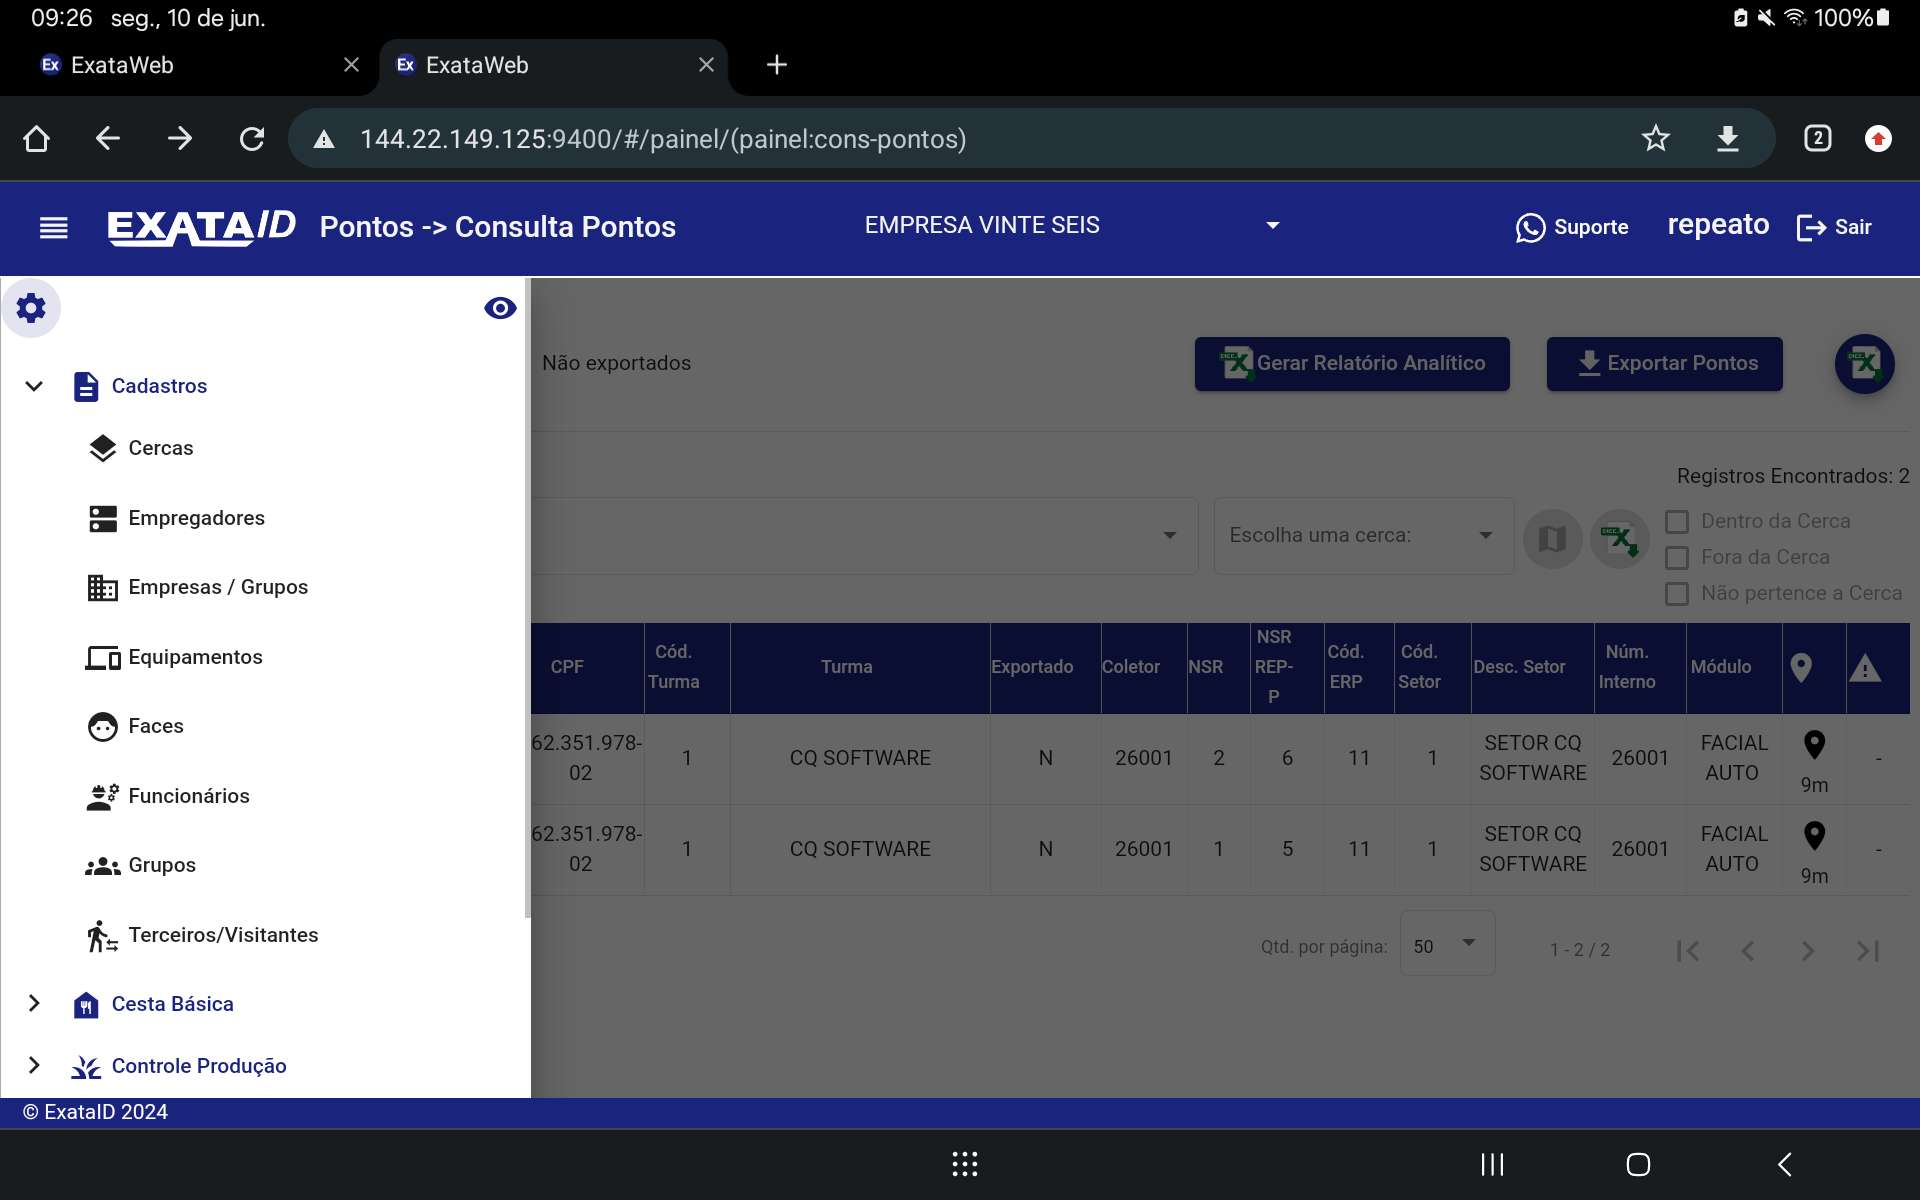 09:26 seg., 10 de jun.
100%
Ex ExataWeb
Ex ExataWeb
144.22.149.125:9400/#/painel/(painel:cons-pontos)
2
EXATAID Pontos -> Consulta Pontos
EMPRESA VINTE SEIS
Suporte
repeato
Sair
Cadastros
Cercas
Empregadores
Empresas / Grupos
Equipamentos
Faces
Funcionários
Grupos
Terceiros/Visitantes
Cesta Básica
Controle Produção
Não exportados
Gerar Relatório Analítico
Exportar Pontos
Registros Encontrados: 2
Escolha uma cerca:
Dentro da Cerca
Fora da Cerca
Não pertence a Cerca
CPF Cód. Turma Turma Exportado Coletor NSR NSR REP-P Cód. ERP Cód. Setor Desc. Setor Núm. Interno Módulo
62.351.978-02 1 CQ SOFTWARE N 26001 2 6 11 1 SETOR CQ SOFTWARE 26001 FACIAL AUTO 9m -
62.351.978-02 1 CQ SOFTWARE N 26001 1 5 11 1 SETOR CQ SOFTWARE 26001 FACIAL AUTO 9m -
Qtd. por página: 50 1 - 2 / 2
© ExataID 2024